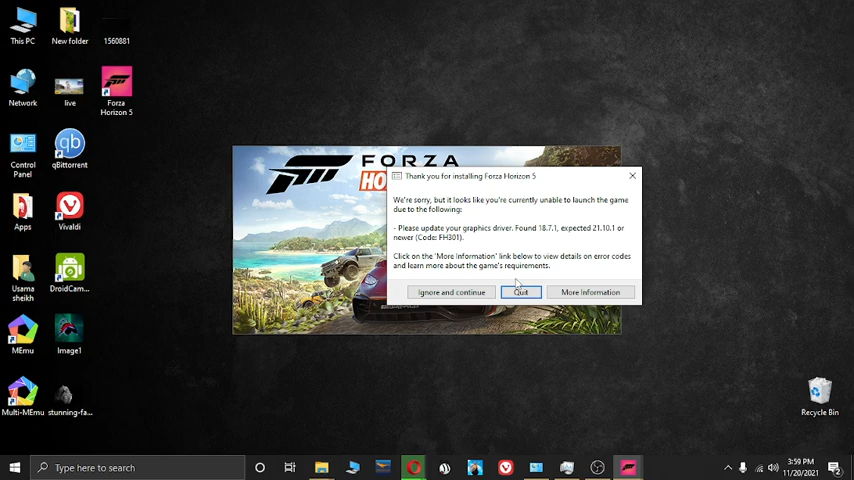 This PC
New folder
1560881
Network
live
Forza
Horizon 5
Control
Panel
qb
qBittorrent
Apps
Vivaldi
Usama
sheikh
DroidCam...
MEmu
Image1
Multi-MEmu
stunning-fa...
Recycle Bin
FORZA
HO
Thank you for installing Forza Horizon 5
We're sorry, but it looks like you're currently unable to launch the game
due to the following:
- Please update your graphics driver. Found 18.7.1, expected 21.10.1 or
newer (Code: FH301).
Click on the 'More Information' link below to view details on error codes
and learn more about the game's requirements.
Ignore and continue
Quit
More Information
Type here to search
3:59 PM
11/20/2021
2